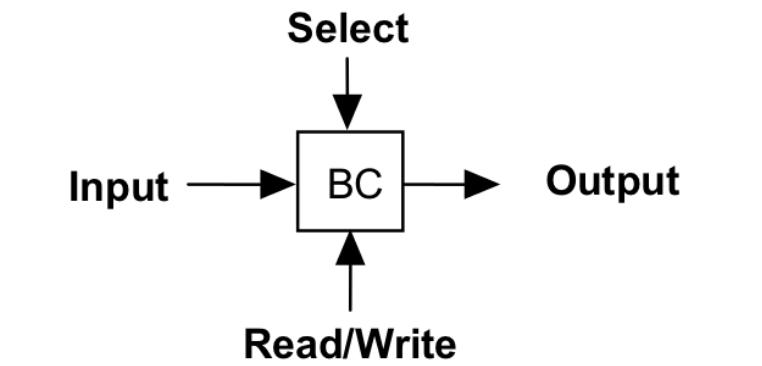 Select
Input
BC
Output
Read/Write